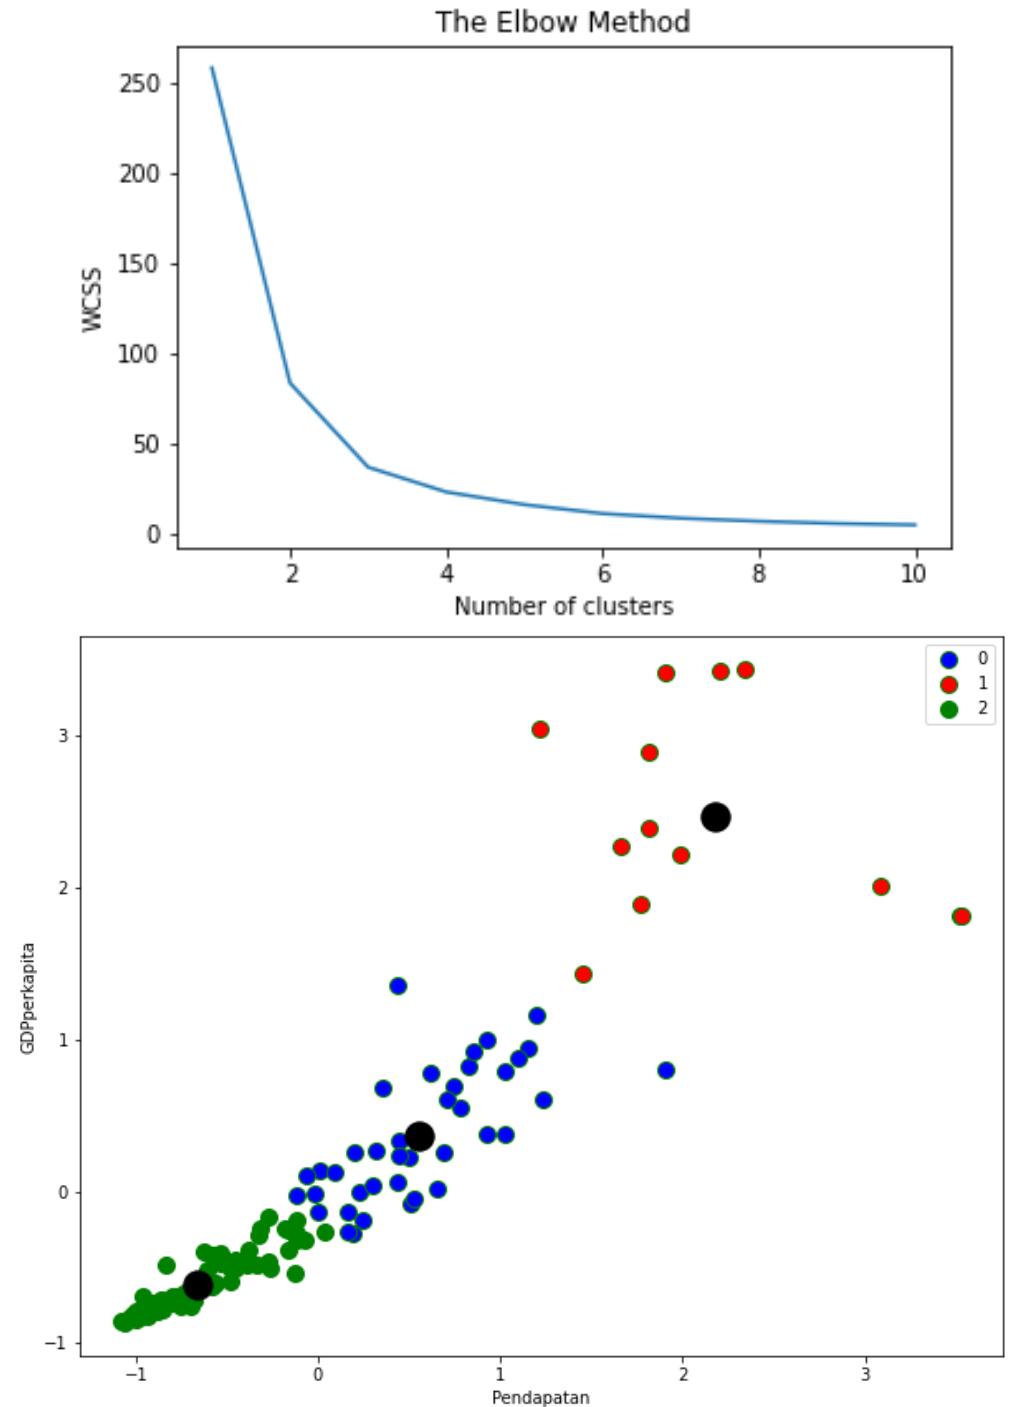 The Elbow Method
250
200
150
100
50
0
WCSS
2 4 6 8 10
Number of clusters
0
1
2
3
2
1
0
−1
GDPperkapita
−1 0 1 2 3
Pendapatan